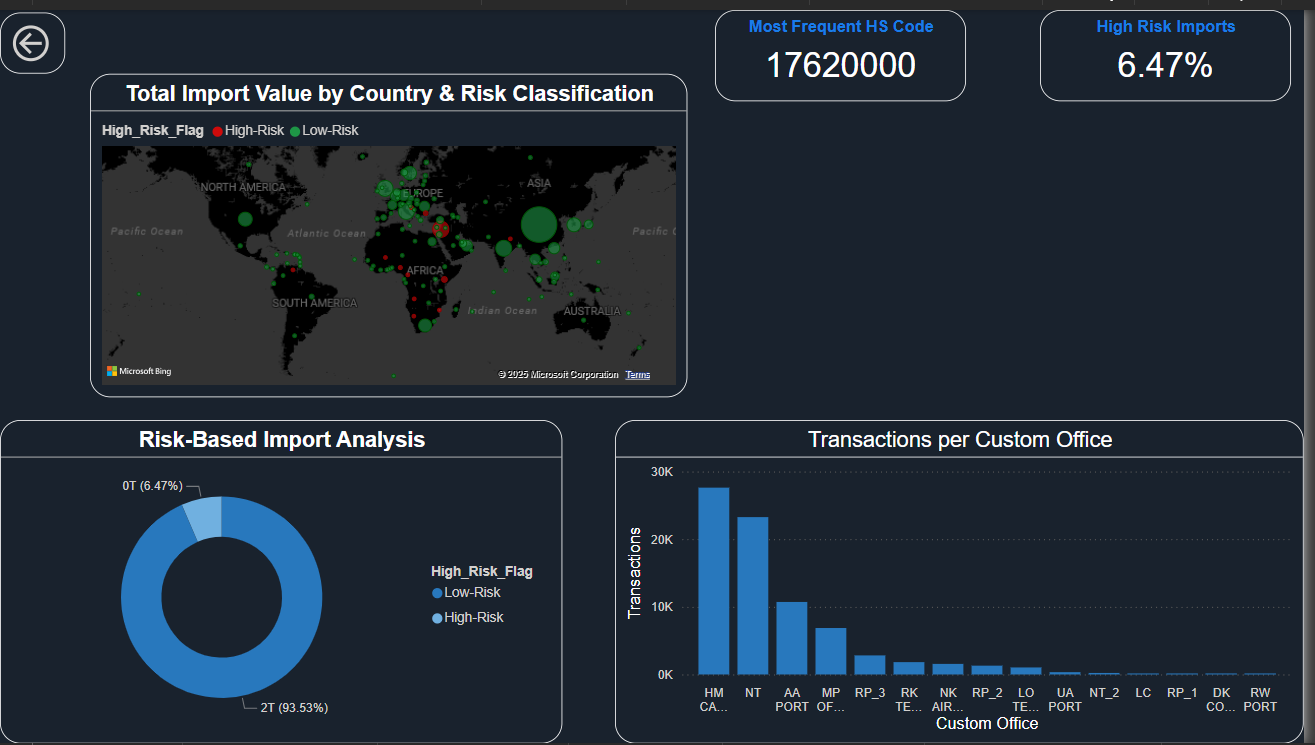 Most Frequent HS Code
17620000
High Risk Imports
6.47%
Total Import Value by Country & Risk Classification
High_Risk_Flag High-Risk Low-Risk
NORTH AMERICA
EUROPE
ASIA
Pacific Ocean
Atlantic Ocean
Pacific
AFRICA
SOUTH AMERICA
Indian Ocean
AUSTRALIA
Microsoft Bing
© 2025 Microsoft Corporation Terms
Risk-Based Import Analysis
0T (6.47%)
2T (93.53%)
High_Risk_Flag
Low-Risk
High-Risk
Transactions per Custom Office
Transactions
30K
20K
10K
0K
HM CA...
NT
AA PORT
MP OF...
RP_3
RK TE...
NK AIR...
RP_2
LO TE...
UA PORT
NT_2
LC
RP_1
DK CO...
RW PORT
Custom Office